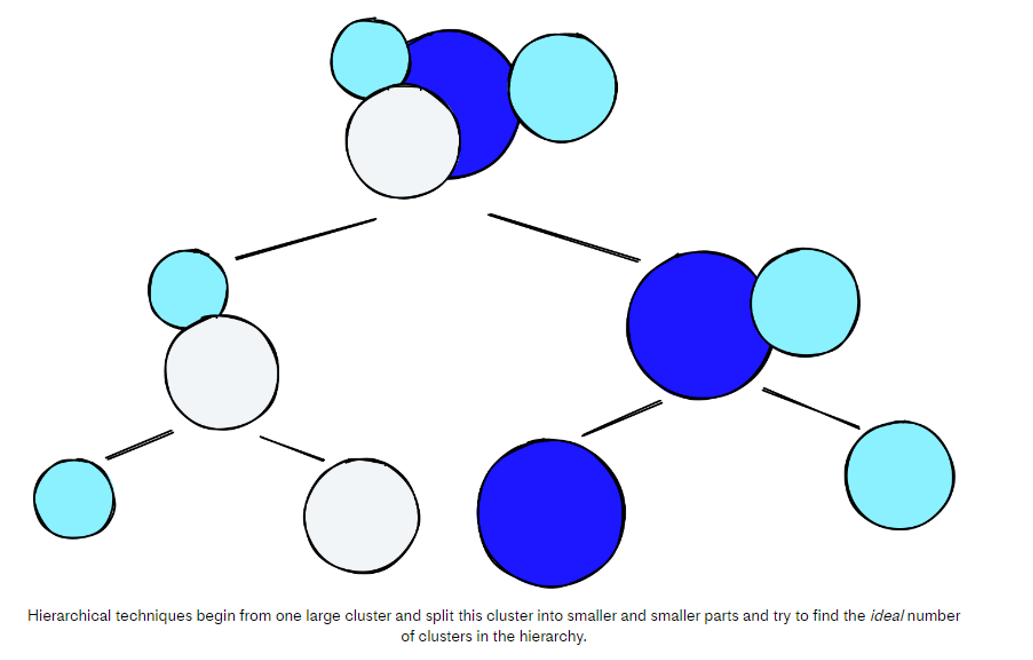 Hierarchical techniques begin from one large cluster and split this cluster into smaller and smaller parts and try to find the ideal number
of clusters in the hierarchy.